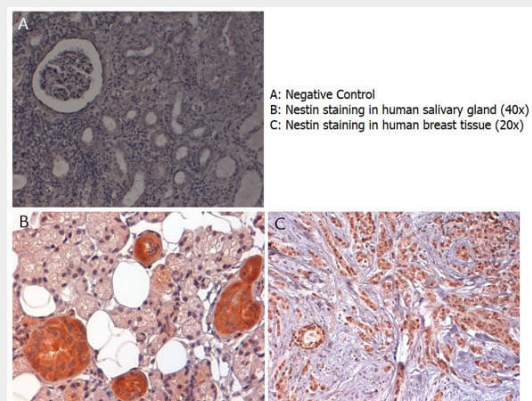 A
A: Negative Control
B: Nestin staining in human salivary gland (40x)
C: Nestin staining in human breast tissue (20x)
B
C